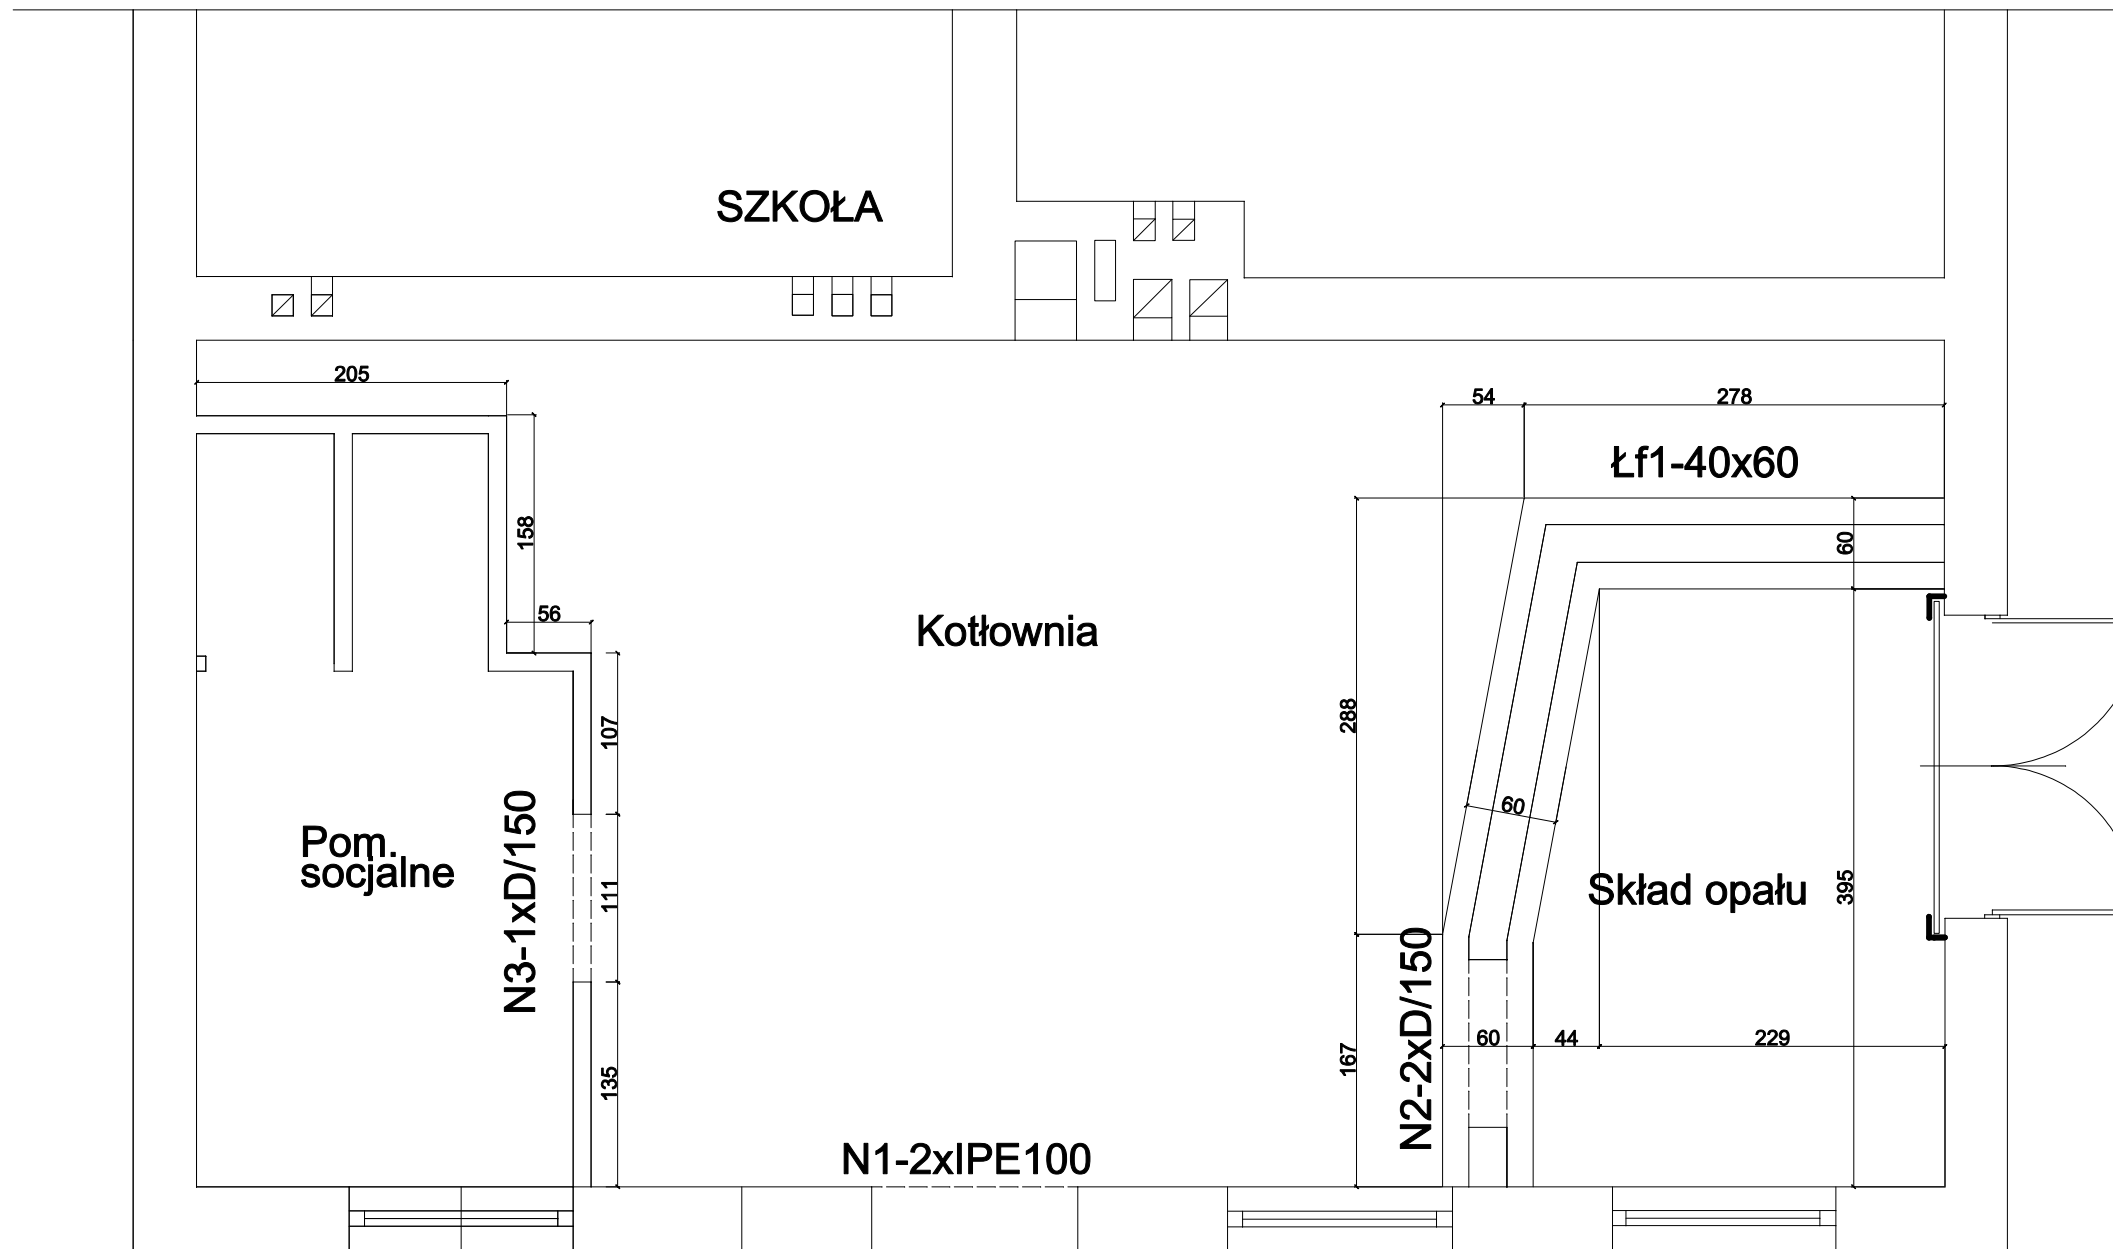 SZKOŁA
205
54
278
Łf1-40x60
158
60
56
Kotłownia
288
107
60
N3-1xD/150
Pom.
socjalne
111
Skład opału
395
N2-2xD/150
60
44
229
167
135
N1-2xIPE100